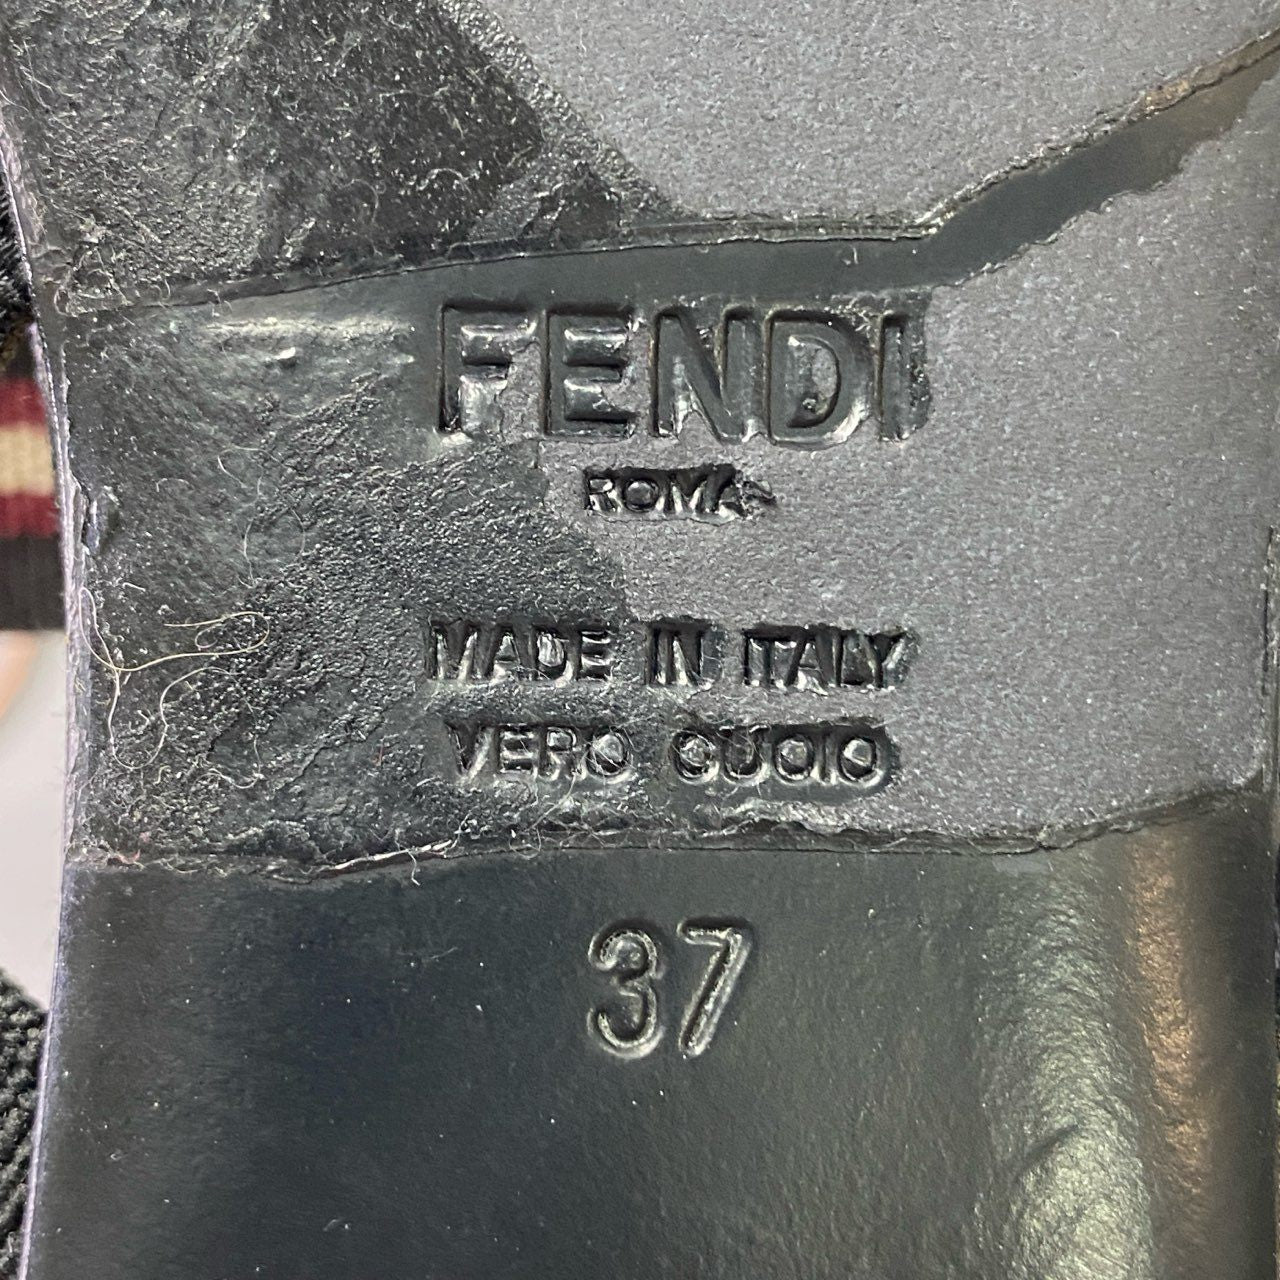 FENDI
ROMA
MADE IN ITALY
VERO CUOIO
37